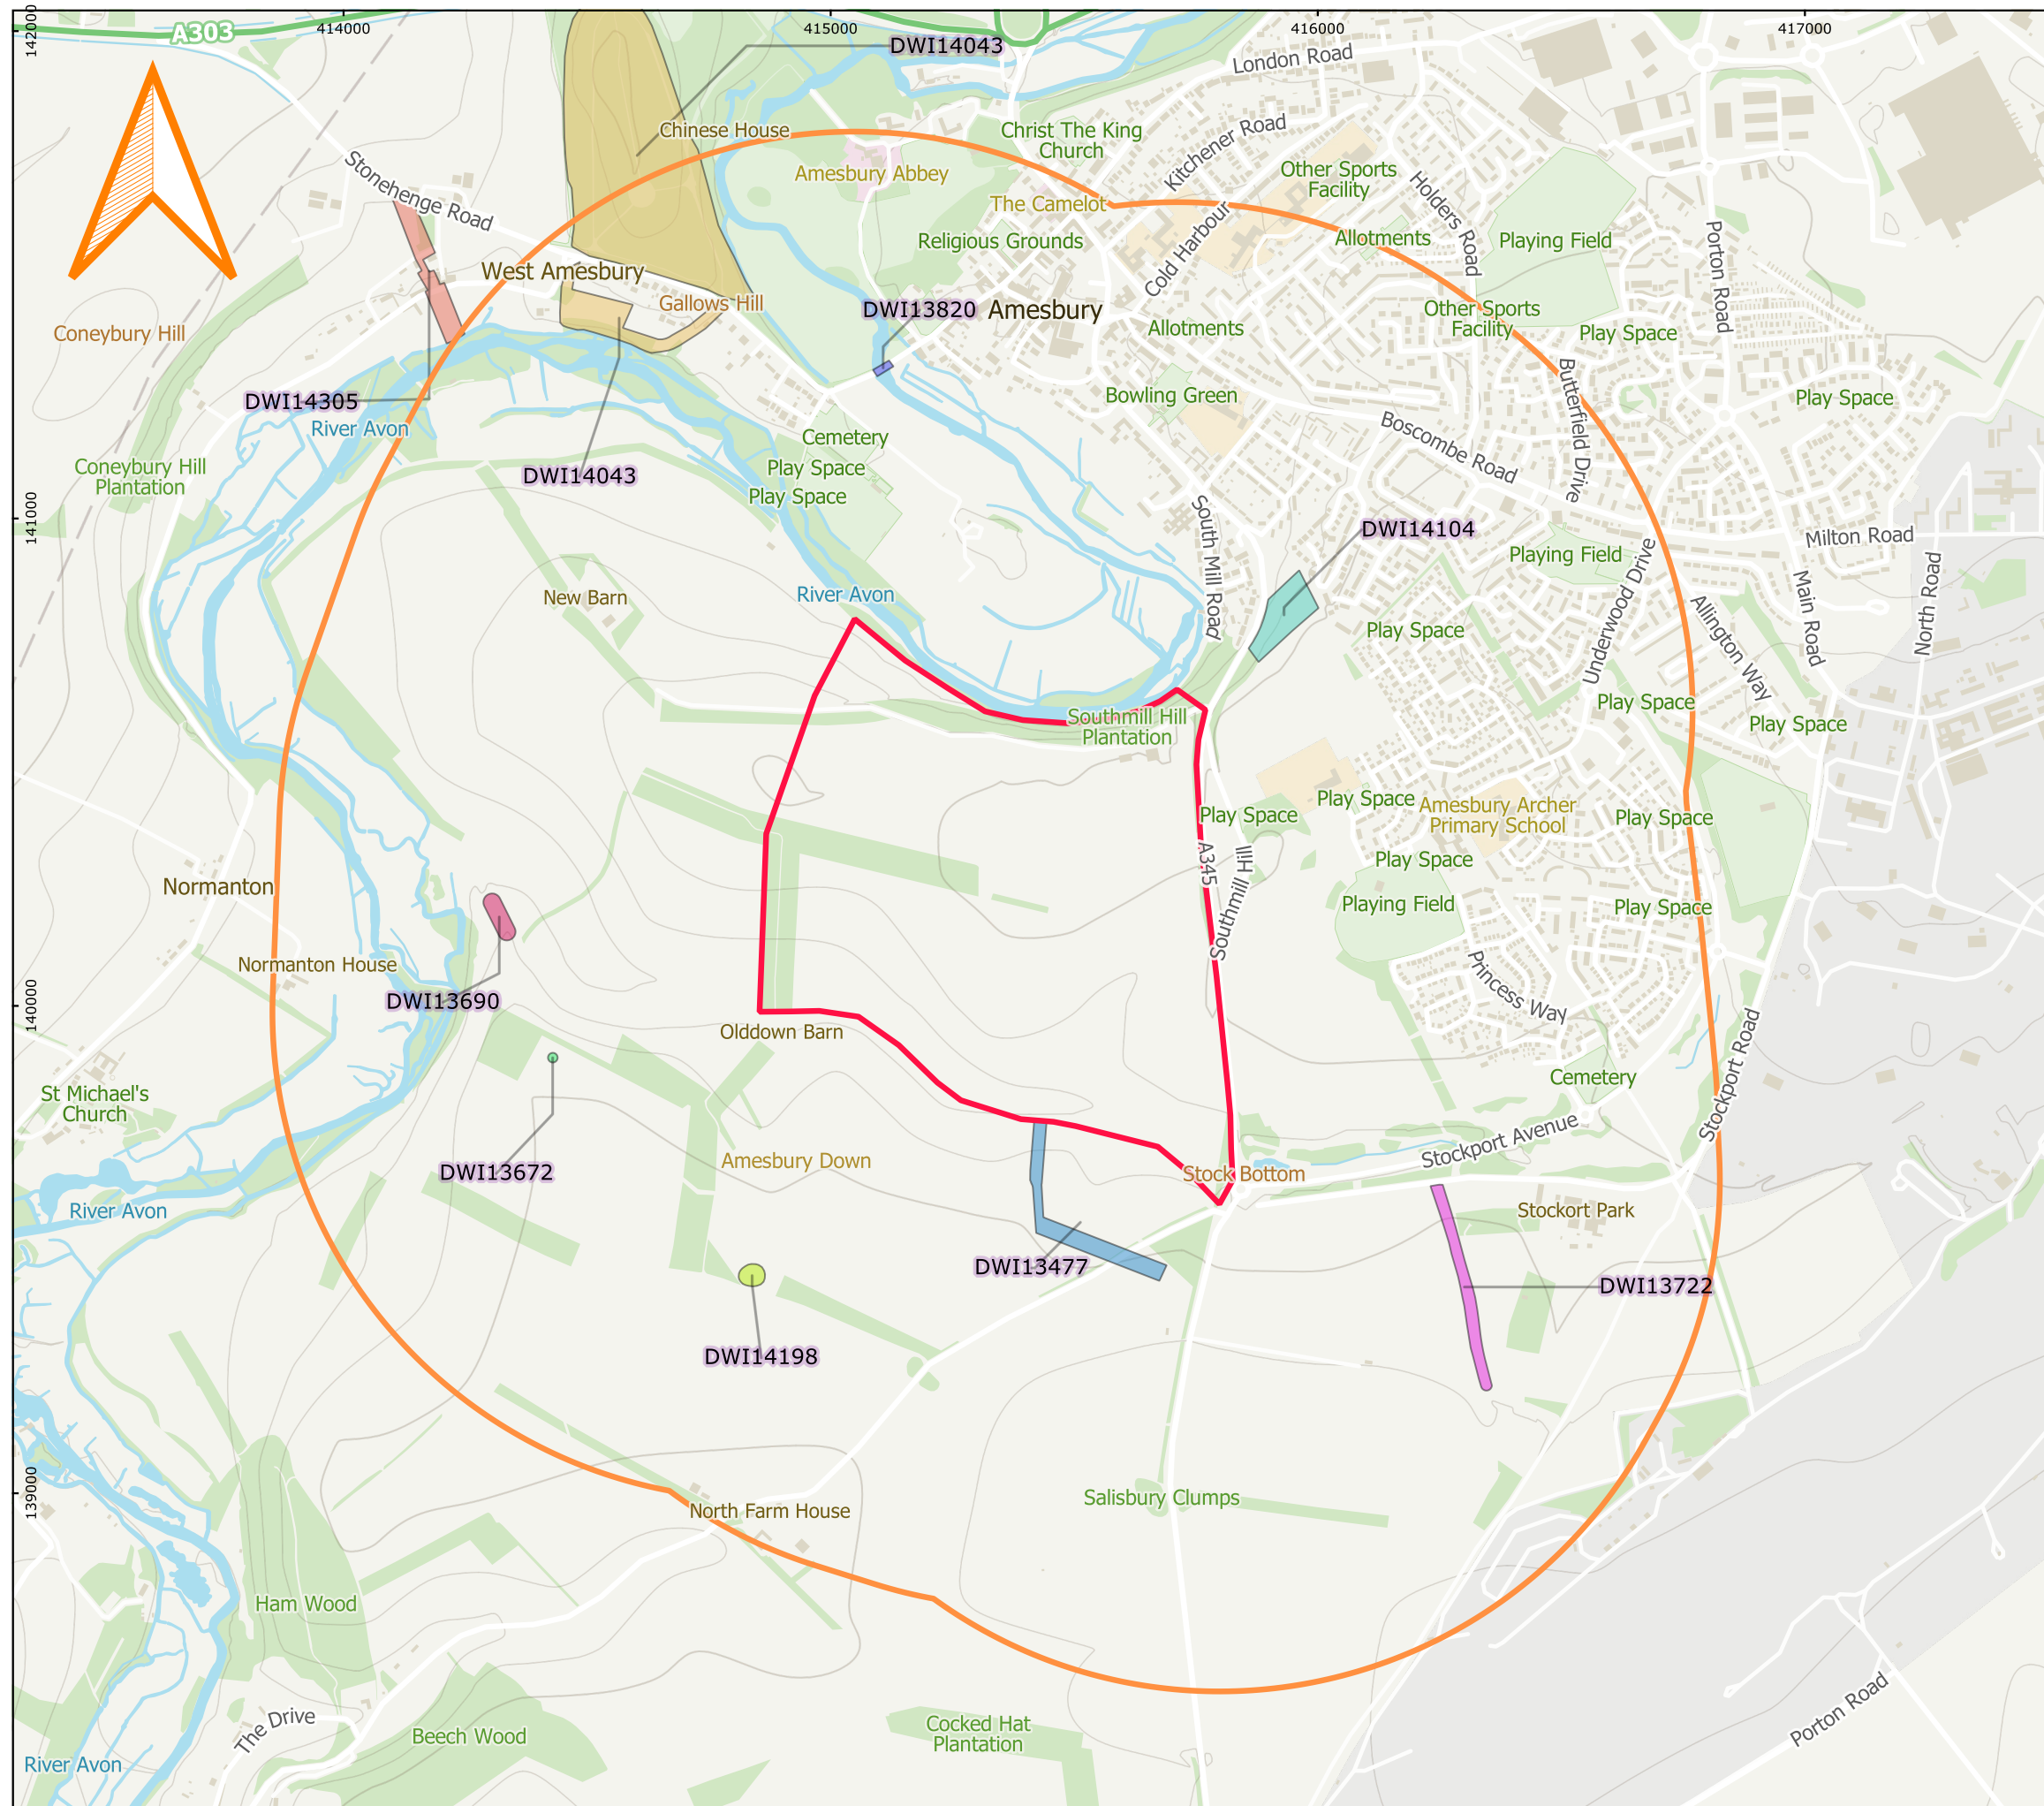 414000
415000
416000
417000
142000
A303
DWI14043
London Road
Chinese House
Christ The King
Church
Kitchener Road
Stonehenge Road
Amesbury Abbey
Other Sports
Facility
Holders Road
The Camelot
Cold Harbour
Religious Grounds
Allotments
Playing Field
Porton Road
West Amesbury
Gallows Hill
DWI13820
Amesbury
Coneybury Hill
Allotments
Other Sports
Facility
Play Space
DWI14305
River Avon
Bowling Green
Butterfield Drive
Play Space
Cemetery
Boscombe Road
Coneybury Hill
Plantation
DWI14043
Play Space
Play Space
141000
South Mill Road
DWI14104
Milton Road
Playing Field
New Barn
River Avon
Underwood Drive
Allington Way
Main Road
North Road
Play Space
Southmill Hill
Plantation
Play Space
Play Space
Play Space
Play Space
Amesbury Archer
Primary School
Play Space
A345
Southmill Hill
Play Space
Normanton
Playing Field
Play Space
Normanton House
Princess Way
140000
DWI13690
Olddown Barn
Stockport Road
St Michael's
Church
Cemetery
Stockport Avenue
DWI13672
Amesbury Down
Stock Bottom
River Avon
Stockort Park
DWI13477
DWI13722
DWI14198
139000
North Farm House
Salisbury Clumps
Ham Wood
The Drive
Beech Wood
Cocked Hat
Plantation
Porton Road
River Avon